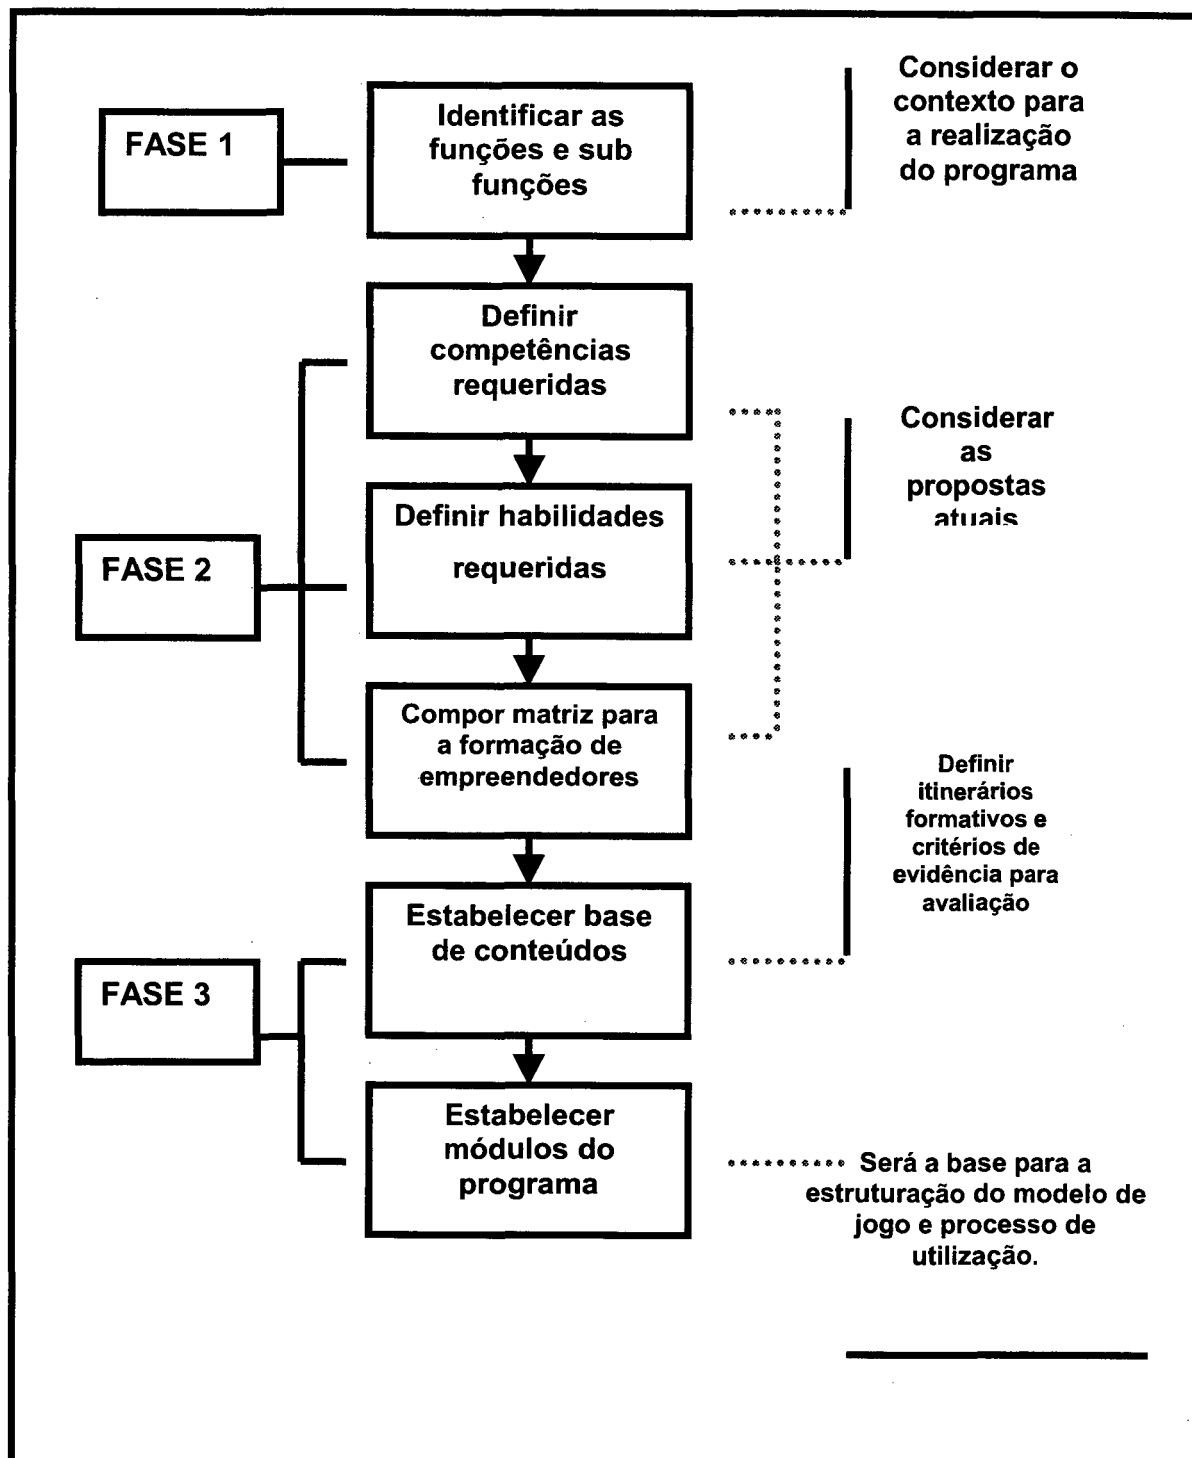 FASE 1
Identificar as
funções e sub
funções
Considerar o
contexto para
a realização
do programa
Definir
competências
requeridas
FASE 2
Definir habilidades
requeridas
Considerar
as
propostas
atuais
Compor matriz para
a formação de
empreendedores
Definir
itinerários
formativos e
critérios de
evidência para
avaliação
FASE 3
Estabelecer base
de conteúdos
Estabelecer
módulos do
programa
Será a base para a
estruturação do modelo de
jogo e processo de
utilização.